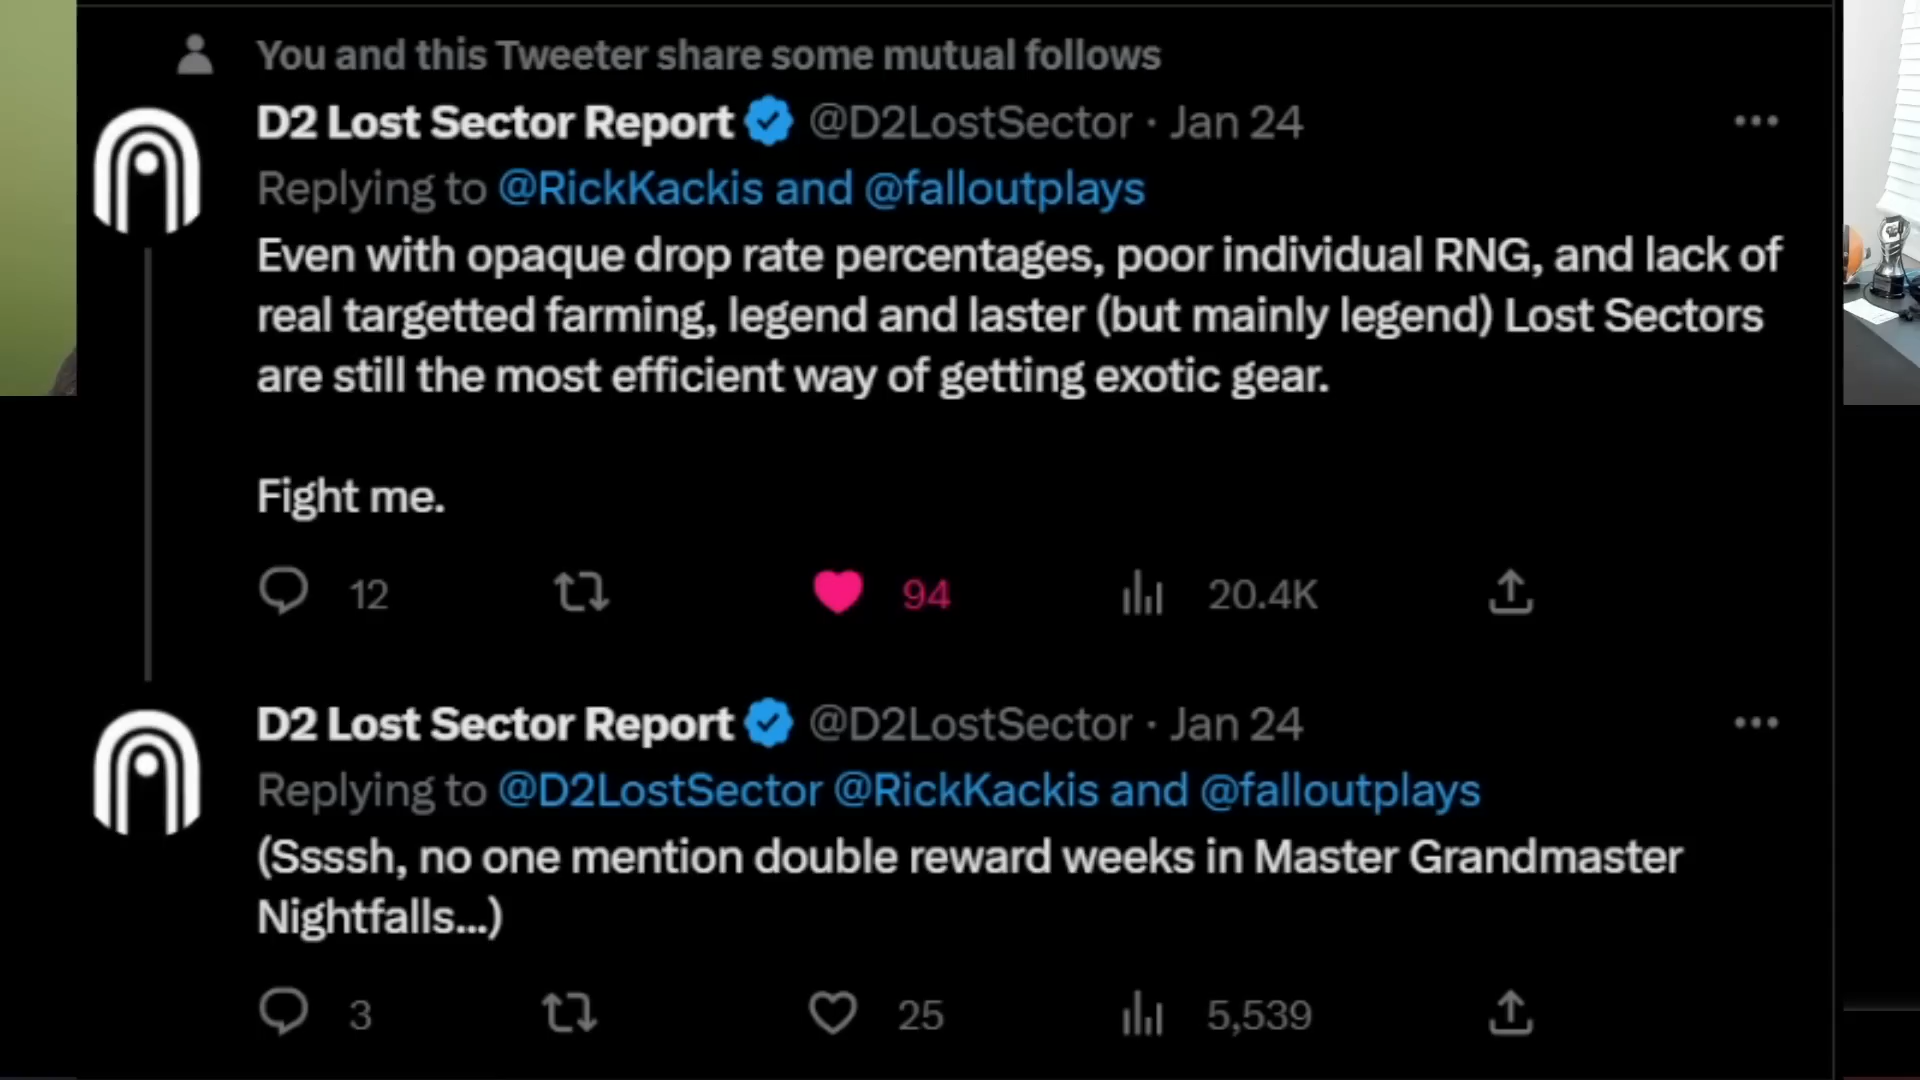 You and this Tweeter share some mutual follows
D2 Lost Sector Report @D2LostSector · Jan 24
Replying to @RickKackis and @falloutplays
Even with opaque drop rate percentages, poor individual RNG, and lack of
real targetted farming, legend and laster (but mainly legend) Lost Sectors
are still the most efficient way of getting exotic gear.
Fight me.
12 94 20.4K
D2 Lost Sector Report @D2LostSector · Jan 24
Replying to @D2LostSector @RickKackis and @falloutplays
(Ssssh, no one mention double reward weeks in Master Grandmaster
Nightfalls...)
3 25 5,539